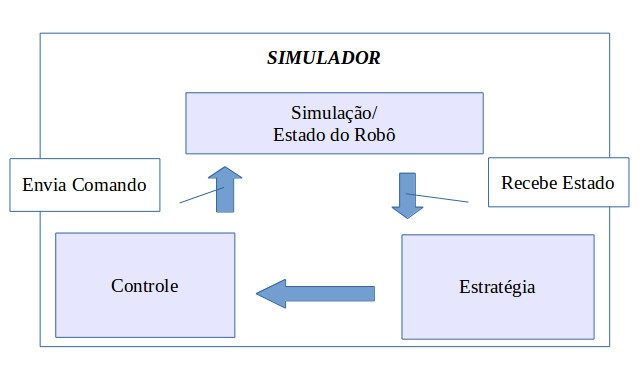 SIMULADOR
Simulação/
Estado do Robô
Envia Comando
Recebe Estado
Controle
Estratégia